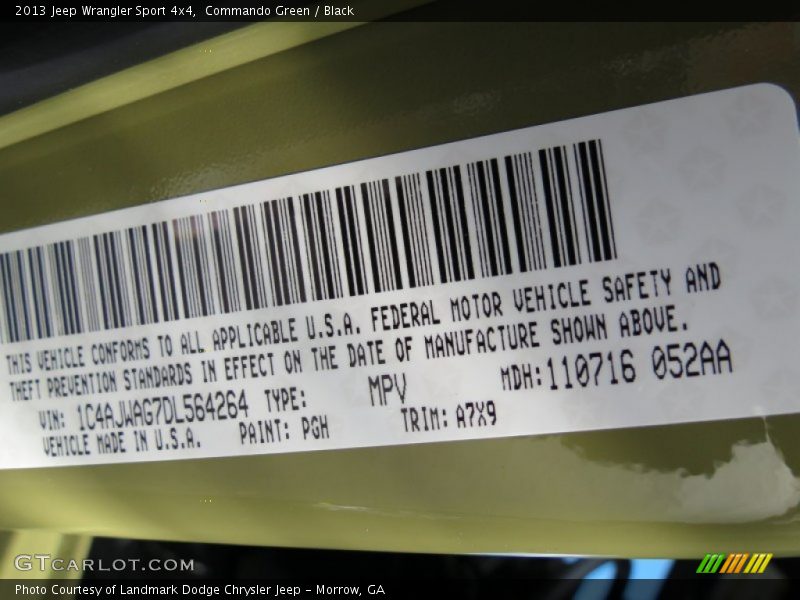 2013 Jeep Wrangler Sport 4x4,  Commando Green / Black
THIS VEHICLE CONFORMS TO ALL APPLICABLE U.S.A. FEDERAL MOTOR VEHICLE SAFETY AND
THEFT PREVENTION STANDARDS IN EFFECT ON THE DATE OF MANUFACTURE SHOWN ABOVE.
VIN: 1C4AJWAG7DL564264 TYPE: MPV MDH:110716 052AA
VEHICLE MADE IN U.S.A. PAINT: PGH TRIM: A7X9
GTCARLOT.COM
Photo Courtesy of Landmark Dodge Chrysler Jeep - Morrow, GA